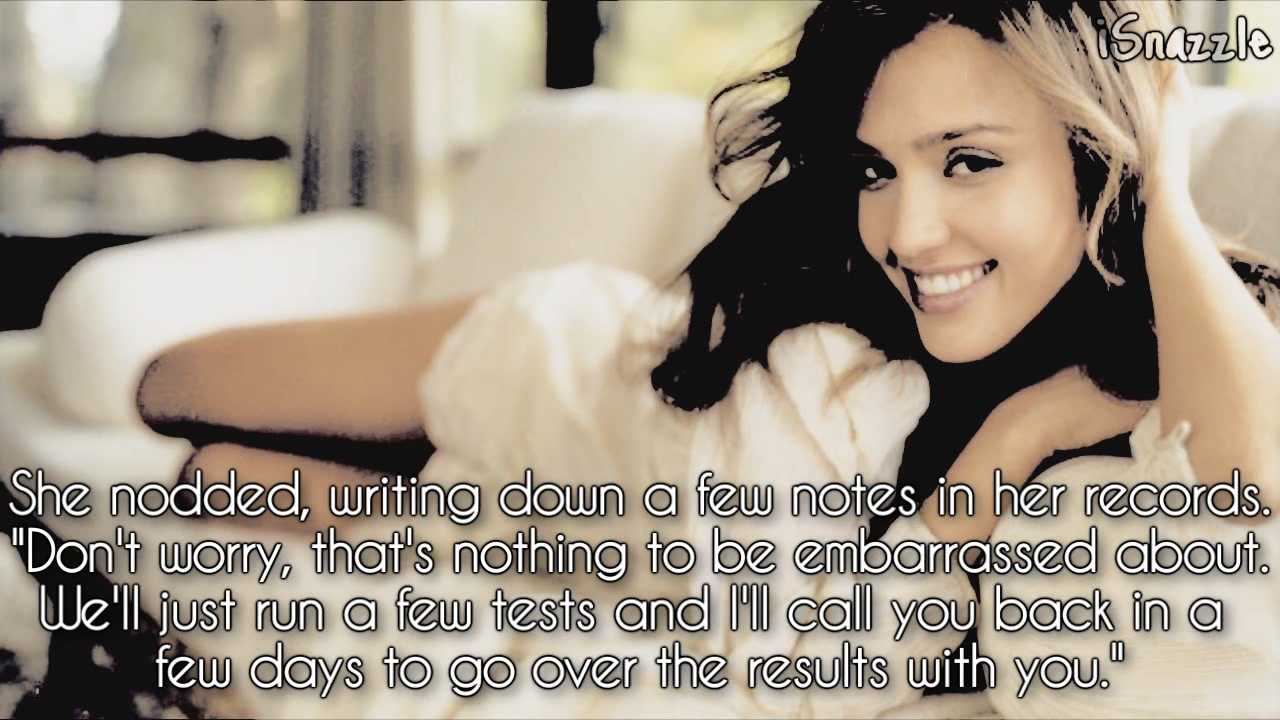 iSnazzle
She nodded, writing down a few notes in her records.
"Don't worry, that's nothing to be embarrassed about.
We'll just run a few tests and I'll call you back in a
few days to go over the results with you."